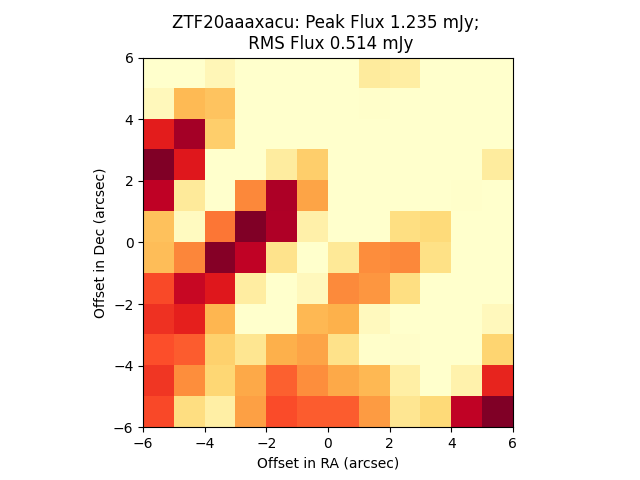 ZTF20aaaxacu: Peak Flux 1.235 mJy;
RMS Flux 0.514 mJy
6
4
2
0
−2
−4
−6
Offset in Dec (arcsec)
−6 −4 −2 0 2 4 6
Offset in RA (arcsec)